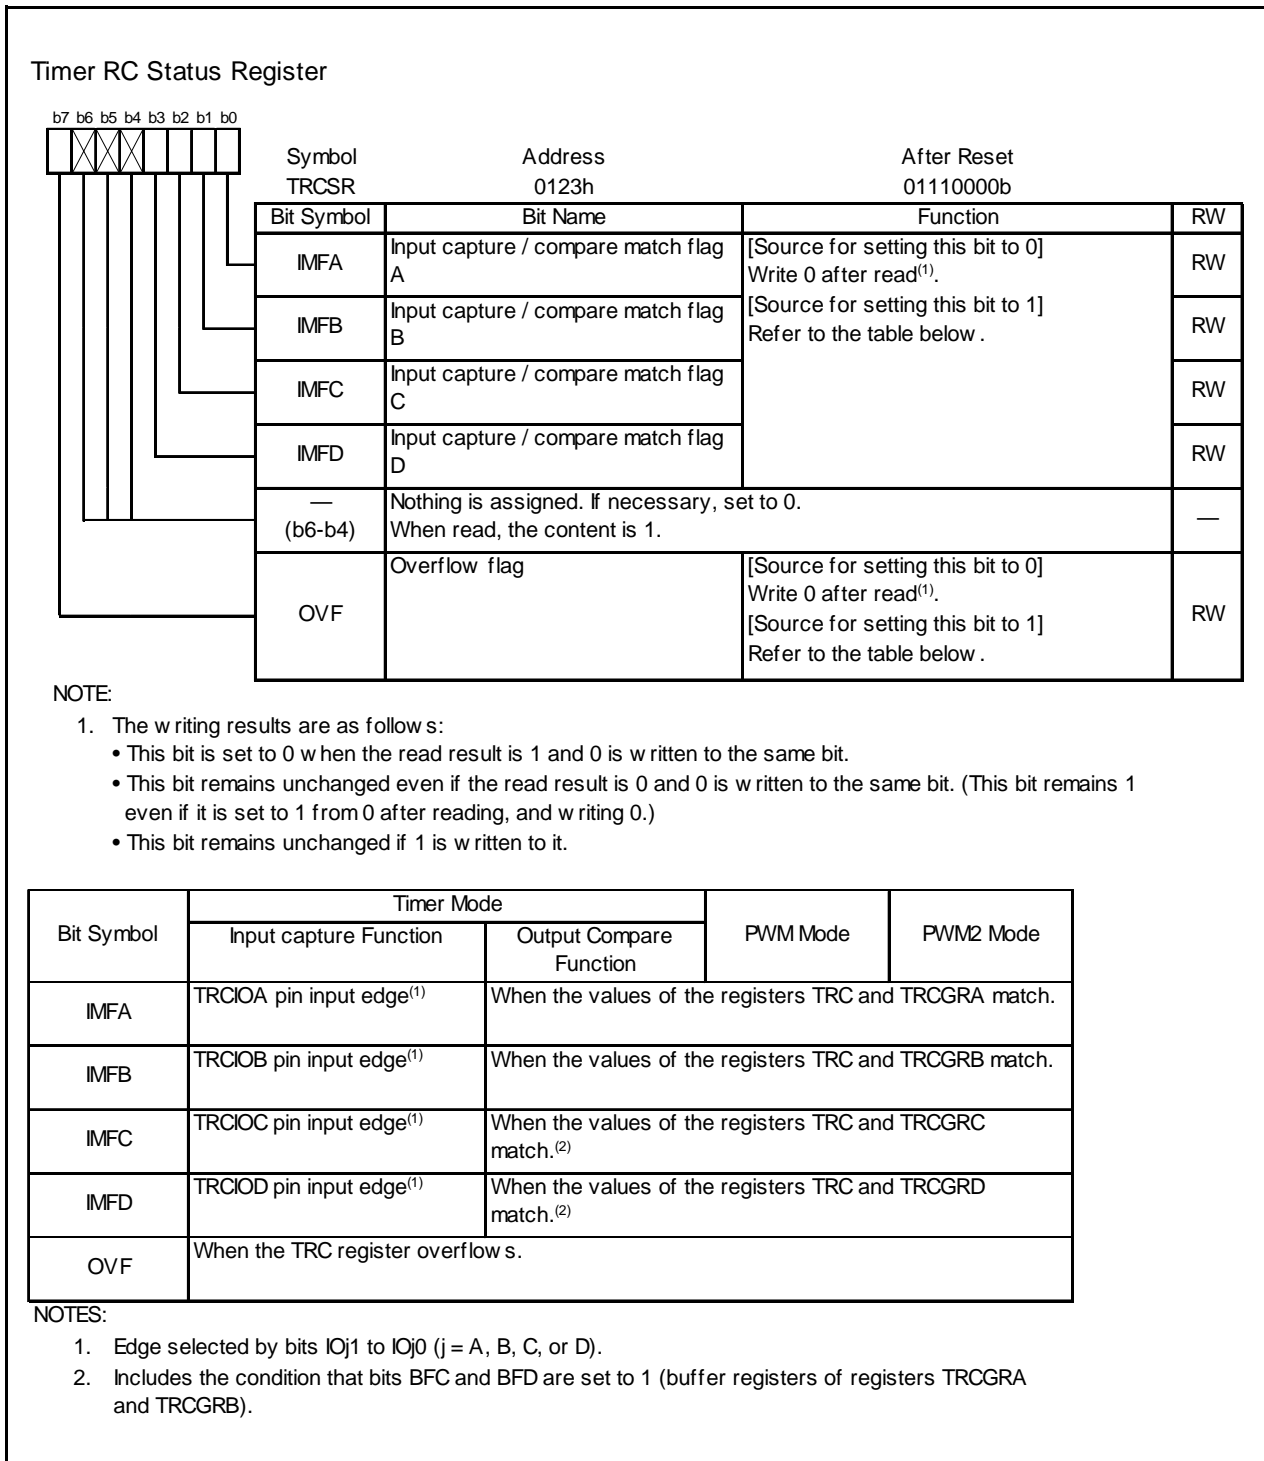 Timer RC Status Register
b7 b6 b5 b4 b3 b2 b1 b0
Symbol Address After Reset
TRCSR 0123h 01110000b
Bit Symbol Bit Name Function RW
IMFA Input capture / compare match flag A [Source for setting this bit to 0] RW
Write 0 after read(1).
[Source for setting this bit to 1]
Refer to the table below.
IMFB Input capture / compare match flag B RW
IMFC Input capture / compare match flag C RW
IMFD Input capture / compare match flag D RW
— (b6-b4) Nothing is assigned. If necessary, set to 0. —
When read, the content is 1.
OVF Overflow flag [Source for setting this bit to 0] RW
Write 0 after read(1).
[Source for setting this bit to 1]
Refer to the table below.
NOTE:
1. The writing results are as follows:
• This bit is set to 0 when the read result is 1 and 0 is written to the same bit.
• This bit remains unchanged even if the read result is 0 and 0 is written to the same bit. (This bit remains 1
even if it is set to 1 from 0 after reading, and writing 0.)
• This bit remains unchanged if 1 is written to it.
Bit Symbol Timer Mode PWM Mode PWM2 Mode
Input capture Function Output Compare Function
IMFA TRCIOA pin input edge(1) When the values of the registers TRC and TRCGRA match.
IMFB TRCIOB pin input edge(1) When the values of the registers TRC and TRCGRB match.
IMFC TRCIOC pin input edge(1) When the values of the registers TRC and TRCGRC
match.(2)
IMFD TRCIOD pin input edge(1) When the values of the registers TRC and TRCGRD
match.(2)
OVF When the TRC register overflows.
NOTES:
1. Edge selected by bits IOj1 to IOj0 (j = A, B, C, or D).
2. Includes the condition that bits BFC and BFD are set to 1 (buffer registers of registers TRCGRA
and TRCGRB).